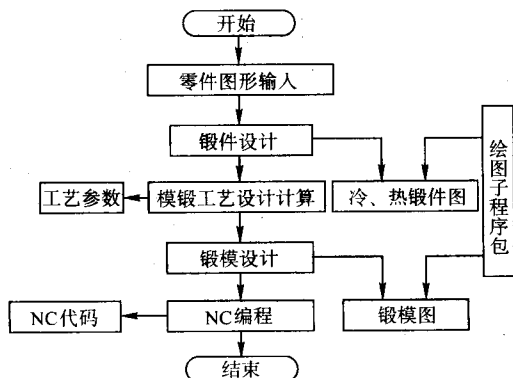 开始
零件图形输入
锻件设计
绘图子程序包
工艺参数
模锻工艺设计计算
冷、热锻件图
锻模设计
NC代码
NC编程
锻模图
结束